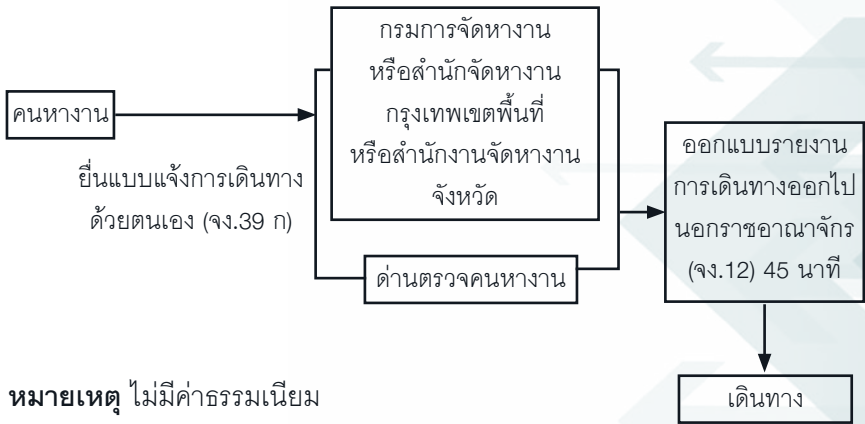 คนหางาน
ยื่นแบบแจ้งการเดินทาง
ด้วยตนเอง (จง.39 ก)
กรมการจัดหางาน
หรือสำนักจัดหางาน
กรุงเทพเขตพื้นที่
หรือสำนักงานจัดหางาน
จังหวัด
ด่านตรวจคนหางาน
ออกแบบรายงาน
การเดินทางออกไป
นอกราชอาณาจักร
(จง.12) 45 นาที
เดินทาง
หมายเหตุ ไม่มีค่าธรรมเนียม